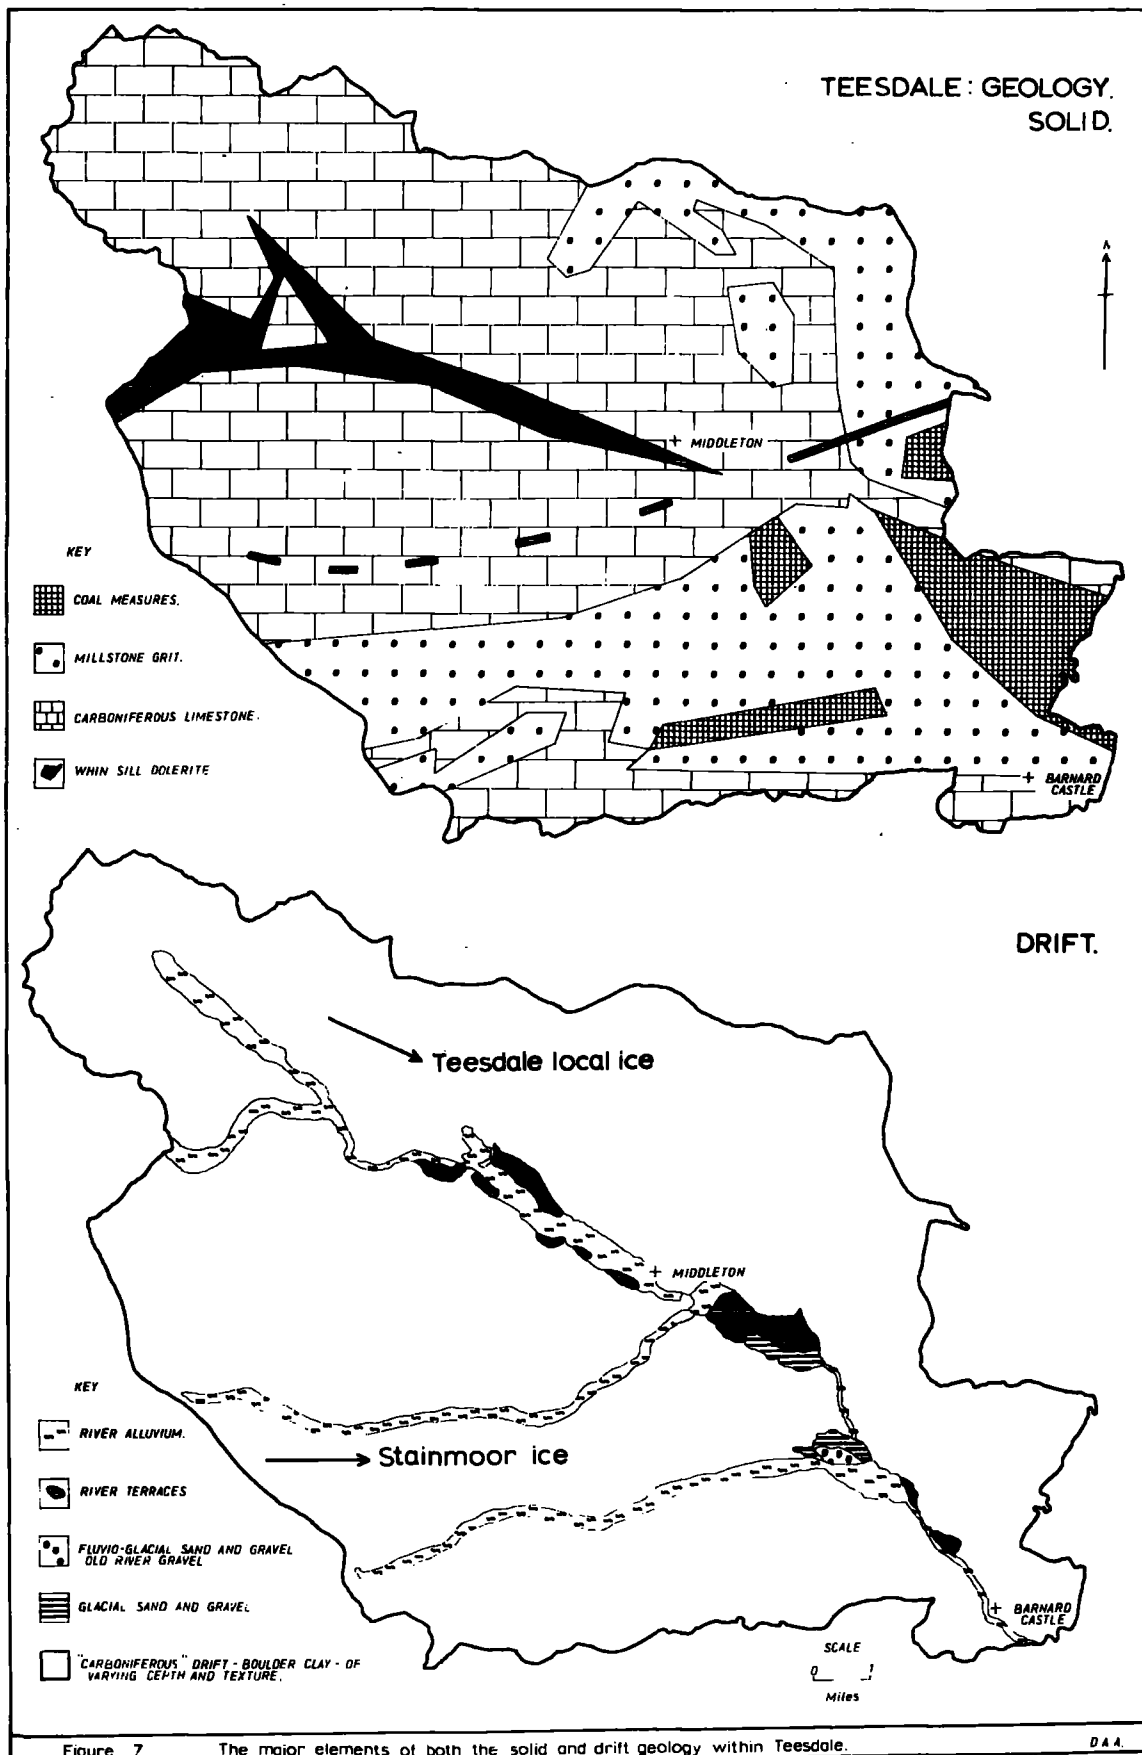 TEESDALE: GEOLOGY.
SOLID.
MIDDLETON
KEY
COAL MEASURES.
MILLSTONE GRIT.
CARBONIFEROUS LIMESTONE.
WHIN SILL DOLERITE
BARNARD
CASTLE
DRIFT.
Teesdale local ice
MIDDLETON
KEY
RIVER ALLUVIUM.
Stainmoor ice
RIVER TERRACES
FLUVIO-GLACIAL SAND AND GRAVEL
OLD RIVER GRAVEL
GLACIAL SAND AND GRAVEL
BARNARD
CASTLE
"CARBONIFEROUS" DRIFT - BOULDER CLAY - OF
VARYING DEPTH AND TEXTURE.
SCALE
0 1
Miles
Figure 7 The major elements of both the solid and drift geology within Teesdale.
D A A.